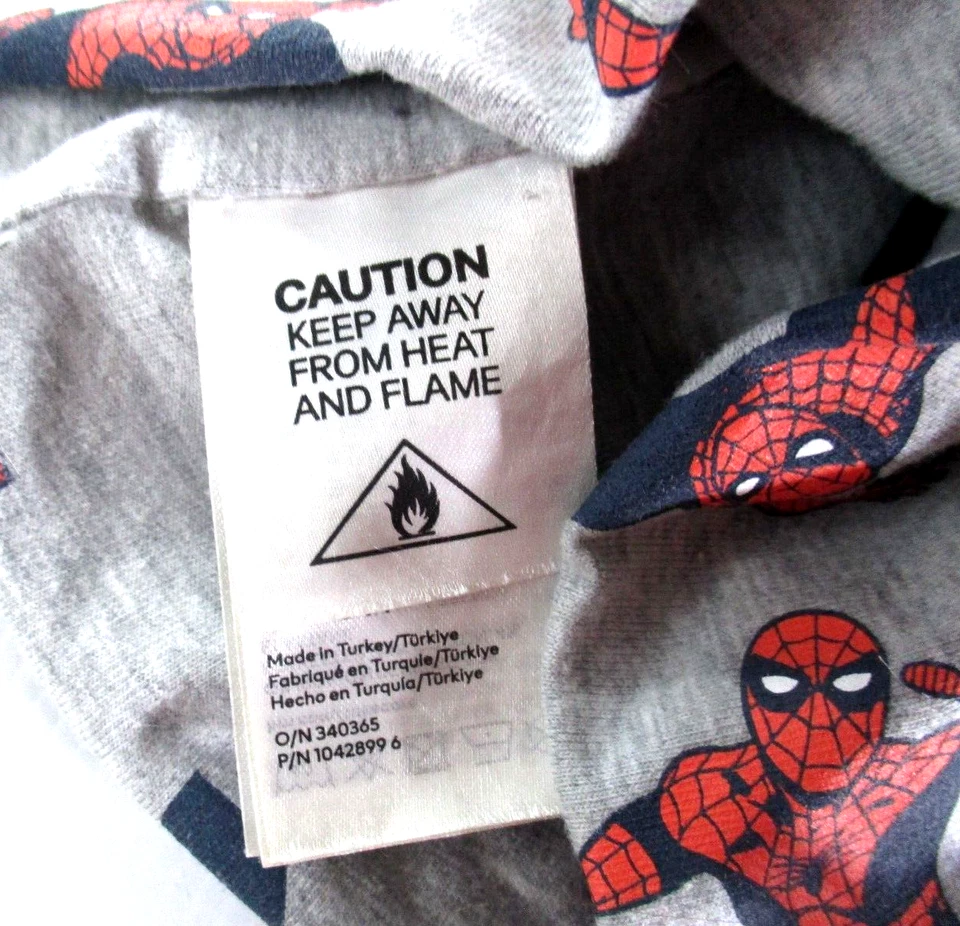 CAUTION
KEEP AWAY
FROM HEAT
AND FLAME
Made in Turkey/Türkiye
Fabriqué en Turquie/Türkiye
Hecho en Turquía/Türkiye
O/N 340365
P/N 1042899 6